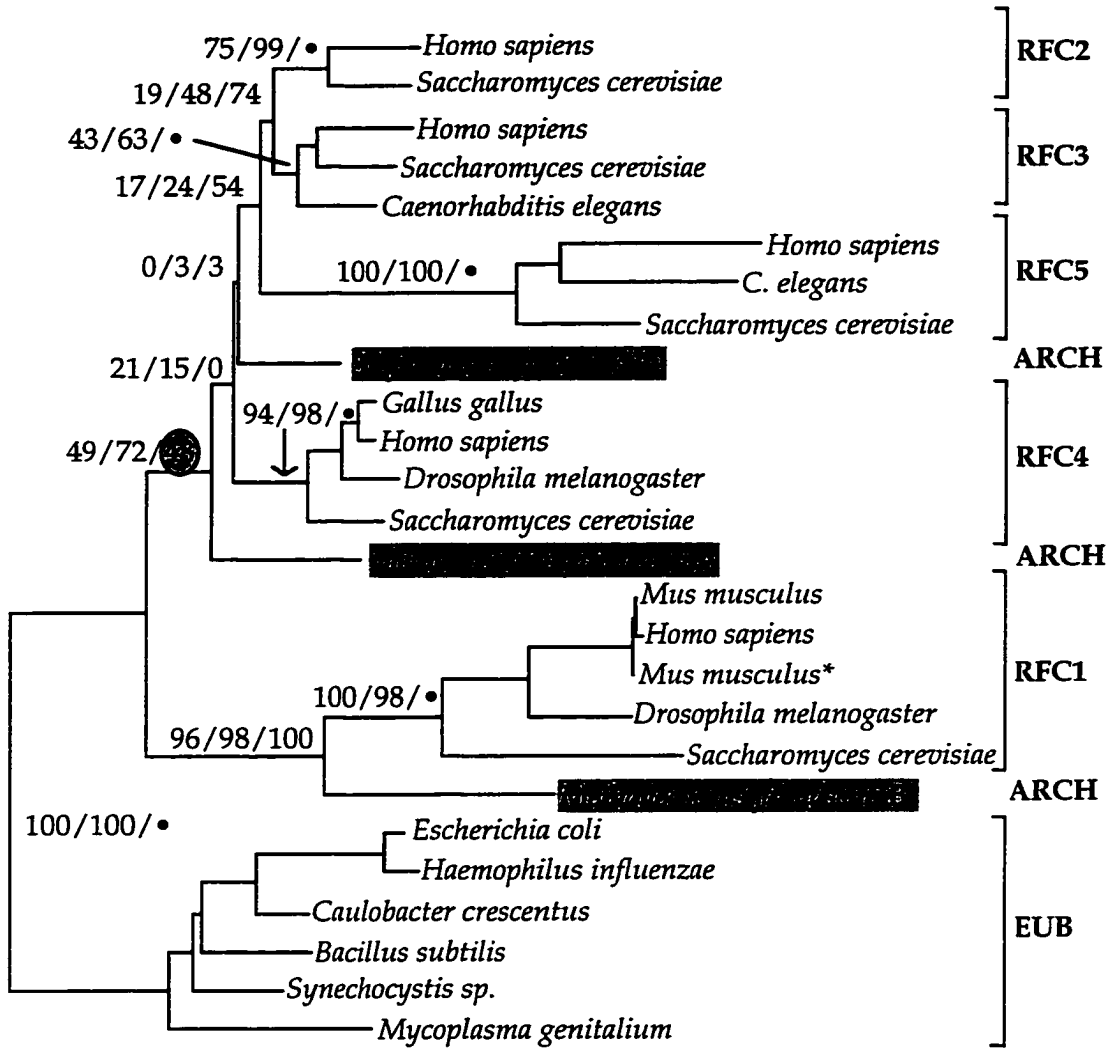 75/99/•
Homo sapiens
RFC2
Saccharomyces cerevisiae
19/48/74
Homo sapiens
43/63/•
Saccharomyces cerevisiae
RFC3
17/24/54
Caenorhabditis elegans
Homo sapiens
0/3/3
100/100/•
C. elegans
RFC5
Saccharomyces cerevisiae
ARCH
21/15/0
94/98/•
Gallus gallus
Homo sapiens
49/72/
Drosophila melanogaster
RFC4
Saccharomyces cerevisiae
ARCH
Mus musculus
Homo sapiens
Mus musculus*
RFC1
100/98/•
Drosophila melanogaster
96/98/100
Saccharomyces cerevisiae
ARCH
100/100/•
Escherichia coli
Haemophilus influenzae
Caulobacter crescentus
EUB
Bacillus subtilis
Synechocystis sp.
Mycoplasma genitalium